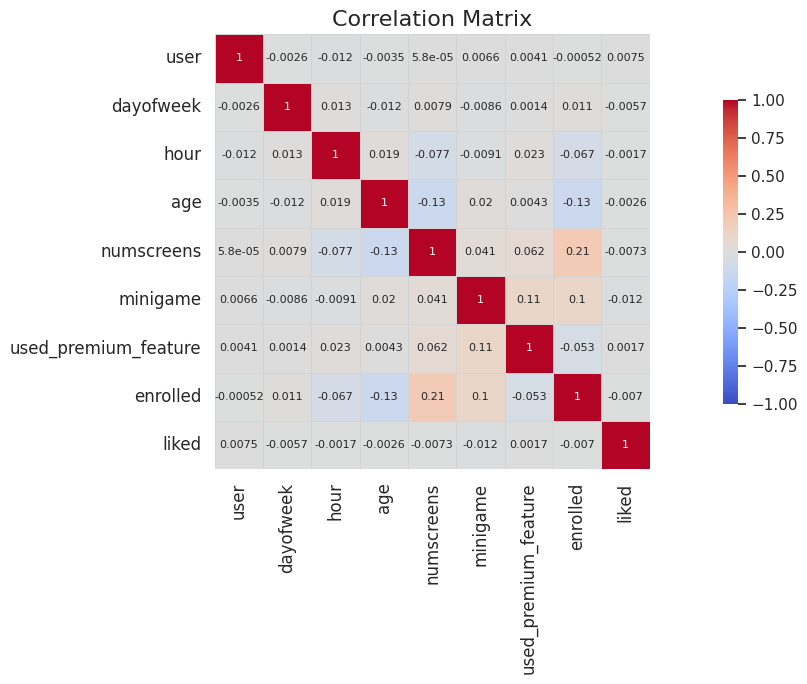 Correlation Matrix
user 1 -0.0026 -0.012 -0.0035 5.8e-05 0.0066 0.0041 -0.00052 0.0075
dayofweek -0.0026 1 0.013 -0.012 0.0079 -0.0086 0.0014 0.011 -0.0057
hour -0.012 0.013 1 0.019 -0.077 -0.0091 0.023 -0.067 -0.0017
age -0.0035 -0.012 0.019 1 -0.13 0.02 0.0043 -0.13 -0.0026
numscreens 5.8e-05 0.0079 -0.077 -0.13 1 0.041 0.062 0.21 -0.0073
minigame 0.0066 -0.0086 -0.0091 0.02 0.041 1 0.11 0.1 -0.012
used_premium_feature 0.0041 0.0014 0.023 0.0043 0.062 0.11 1 -0.053 0.0017
enrolled -0.00052 0.011 -0.067 -0.13 0.21 0.1 -0.053 1 -0.007
liked 0.0075 -0.0057 -0.0017 -0.0026 -0.0073 -0.012 0.0017 -0.007 1
user dayofweek hour age numscreens minigame used_premium_feature enrolled liked
1.00
0.75
0.50
0.25
0.00
−0.25
−0.50
−0.75
−1.00